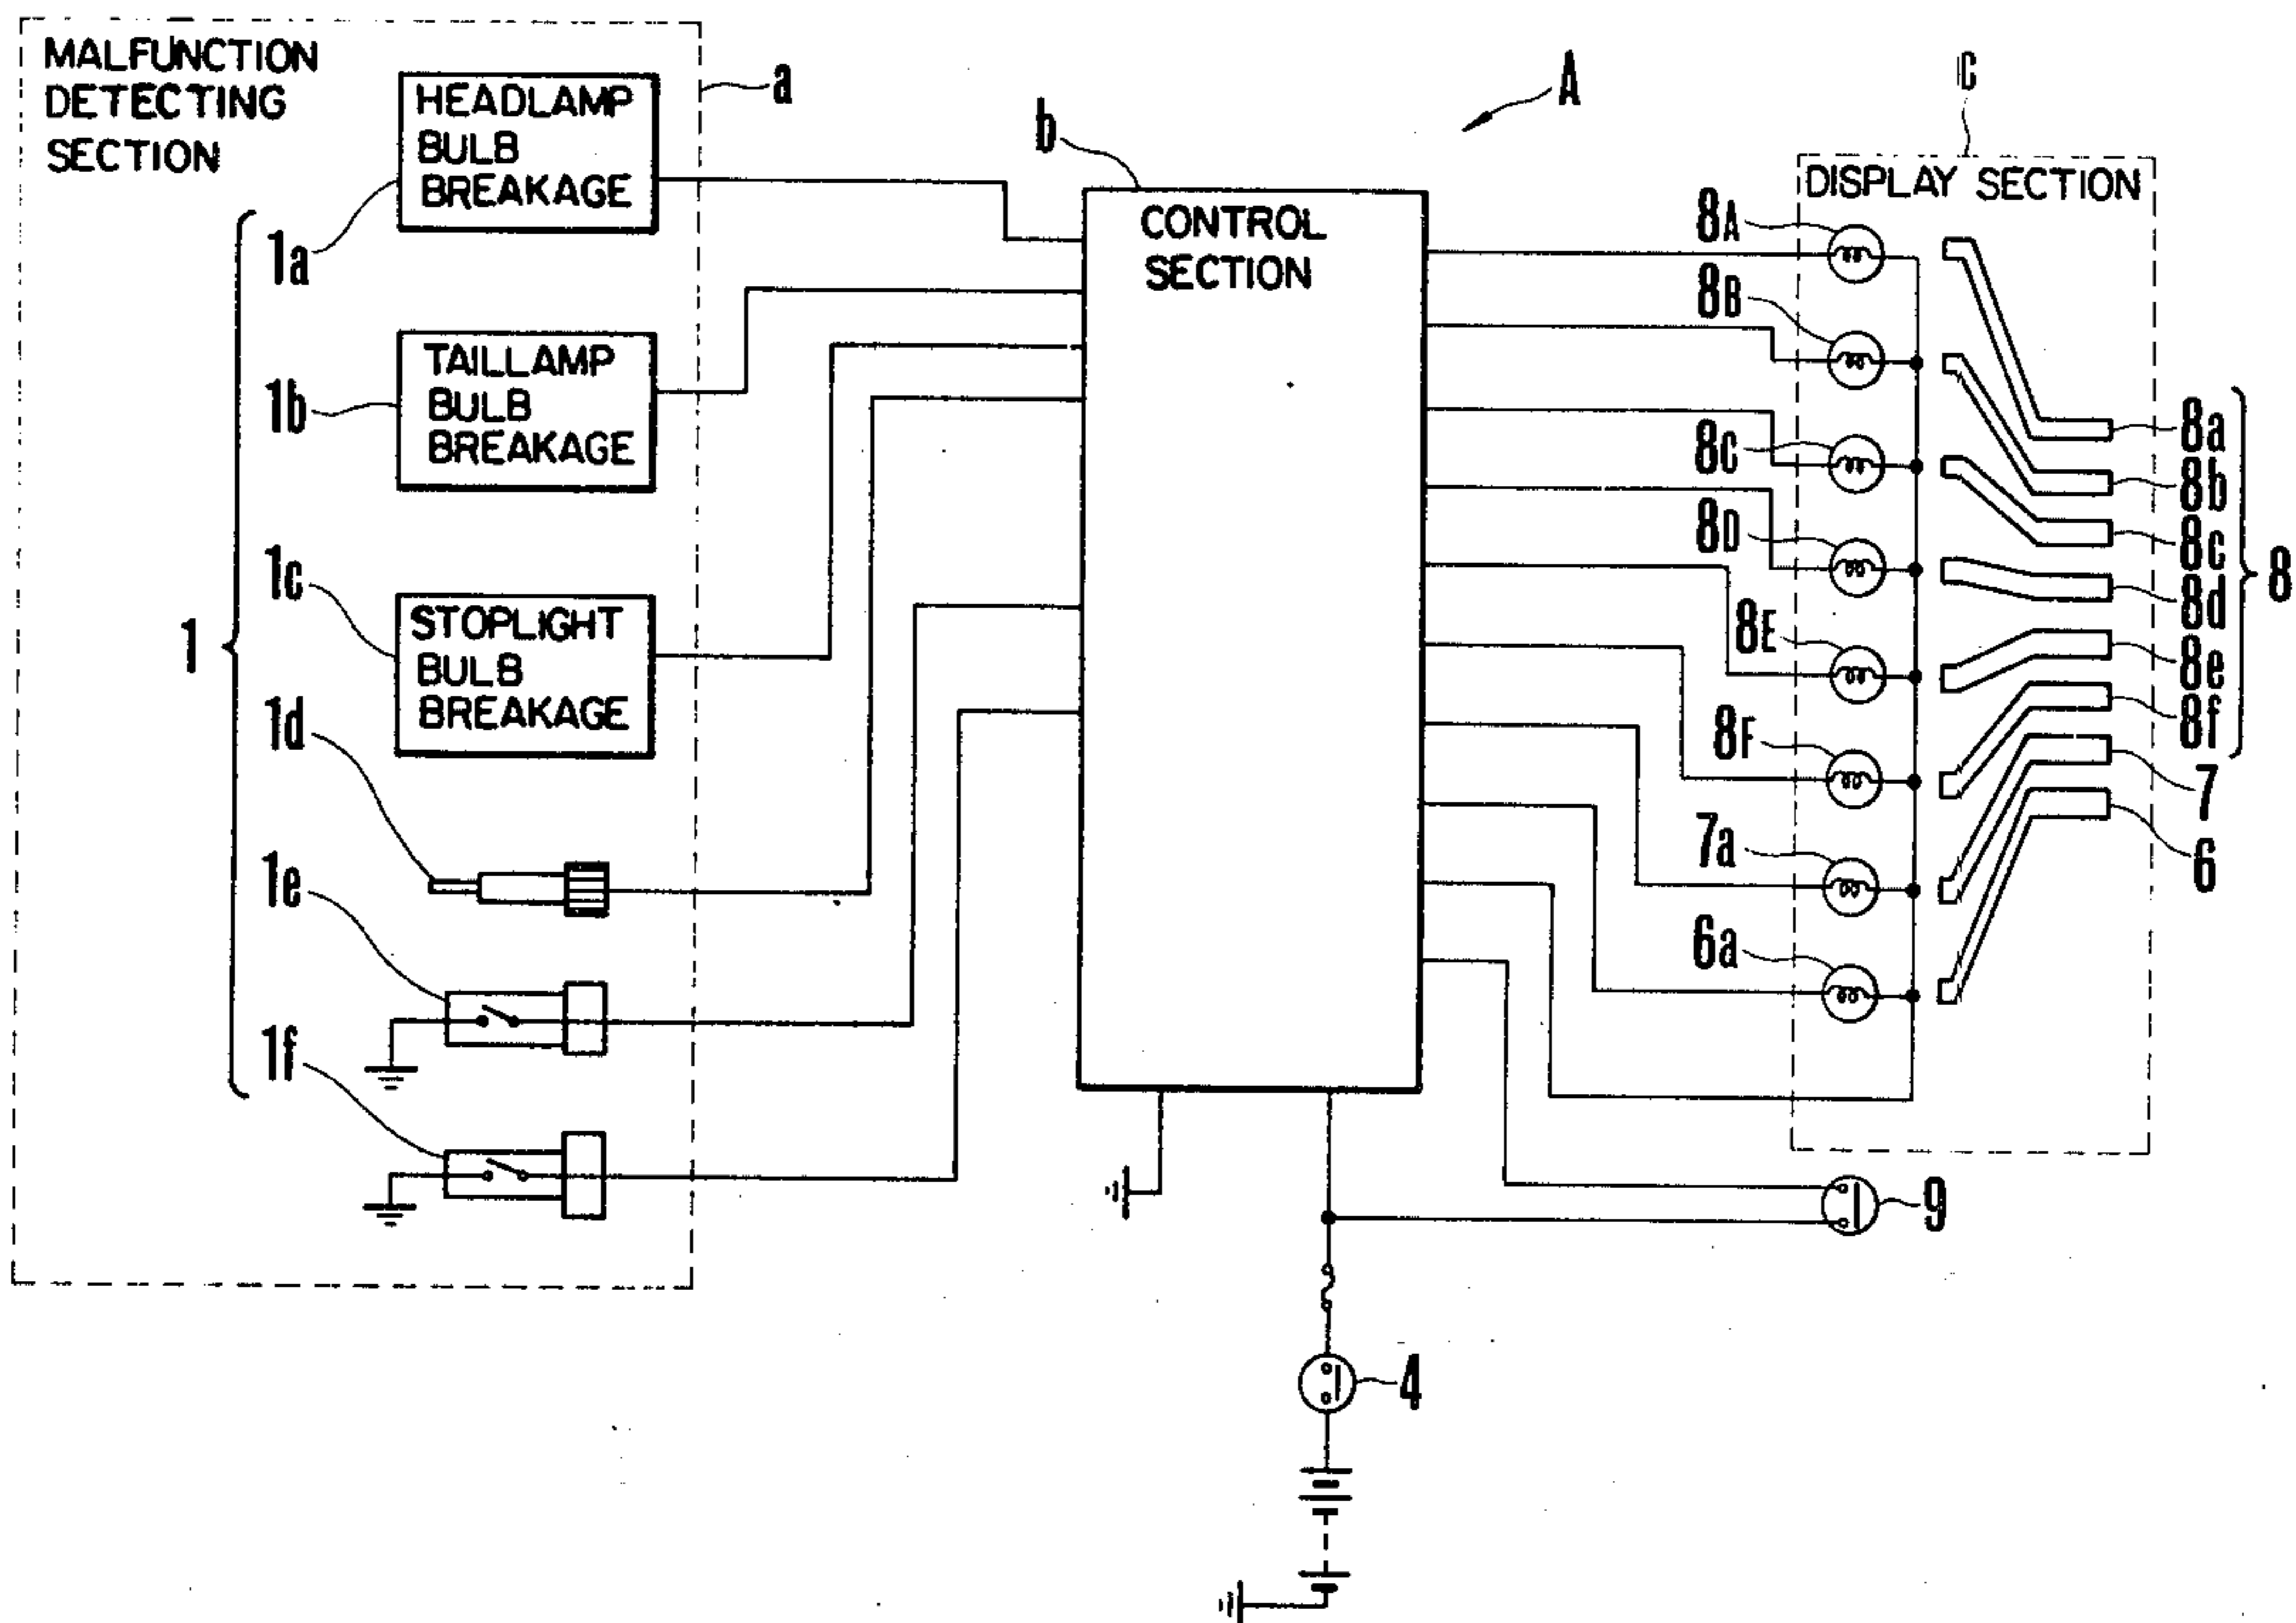 MALFUNCTION
DETECTING
SECTION
a
HEADLAMP
BULB
BREAKAGE
1a
TAILLAMP
BULB
BREAKAGE
1b
STOPLIGHT
BULB
BREAKAGE
1c
1
1d
1e
1f
b
CONTROL
SECTION
A
c
DISPLAY SECTION
8A
8B
8C
8D
8E
8F
7a
6a
8a
8b
8c
8d
8e
8f
8
7
6
9
4